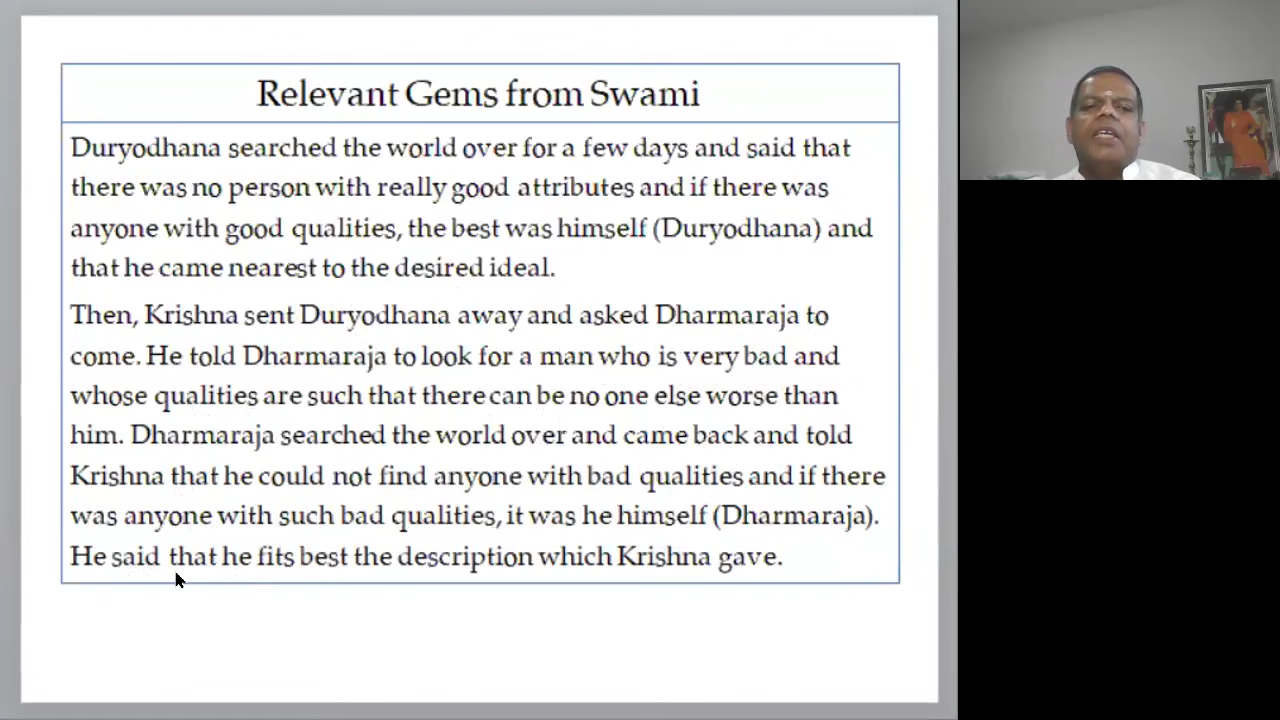 Relevant Gems from Swami
Duryodhana searched the world over for a few days and said that
there was no person with really good attributes and if there was
anyone with good qualities, the best was himself (Duryodhana) and
that he came nearest to the desired ideal.
Then, Krishna sent Duryodhana away and asked Dharmaraja to
come. He told Dharmaraja to look for a man who is very bad and
whose qualities are such that there can be no one else worse than
him. Dharmaraja searched the world over and came back and told
Krishna that he could not find anyone with bad qualities and if there
was anyone with such bad qualities, it was he himself (Dharmaraja).
He said that he fits best the description which Krishna gave.